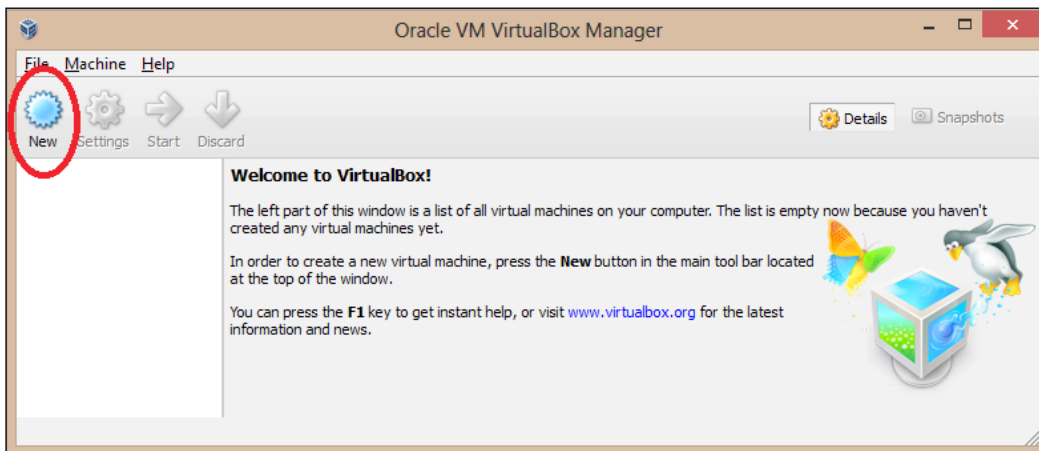 Oracle VM VirtualBox Manager
File Machine Help
New Settings Start Discard
Details Snapshots
Welcome to VirtualBox!
The left part of this window is a list of all virtual machines on your computer. The list is empty now because you haven't
created any virtual machines yet.
In order to create a new virtual machine, press the New button in the main tool bar located
at the top of the window.
You can press the F1 key to get instant help, or visit www.virtualbox.org for the latest
information and news.